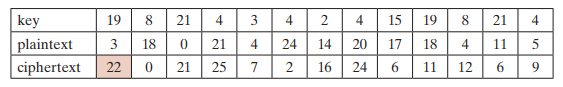 key 19 8 21 4 3 4 2 4 15 19 8 21 4
plaintext 3 18 0 21 4 24 14 20 17 18 4 11 5
ciphertext 22 0 21 25 7 2 16 24 6 11 12 6 9